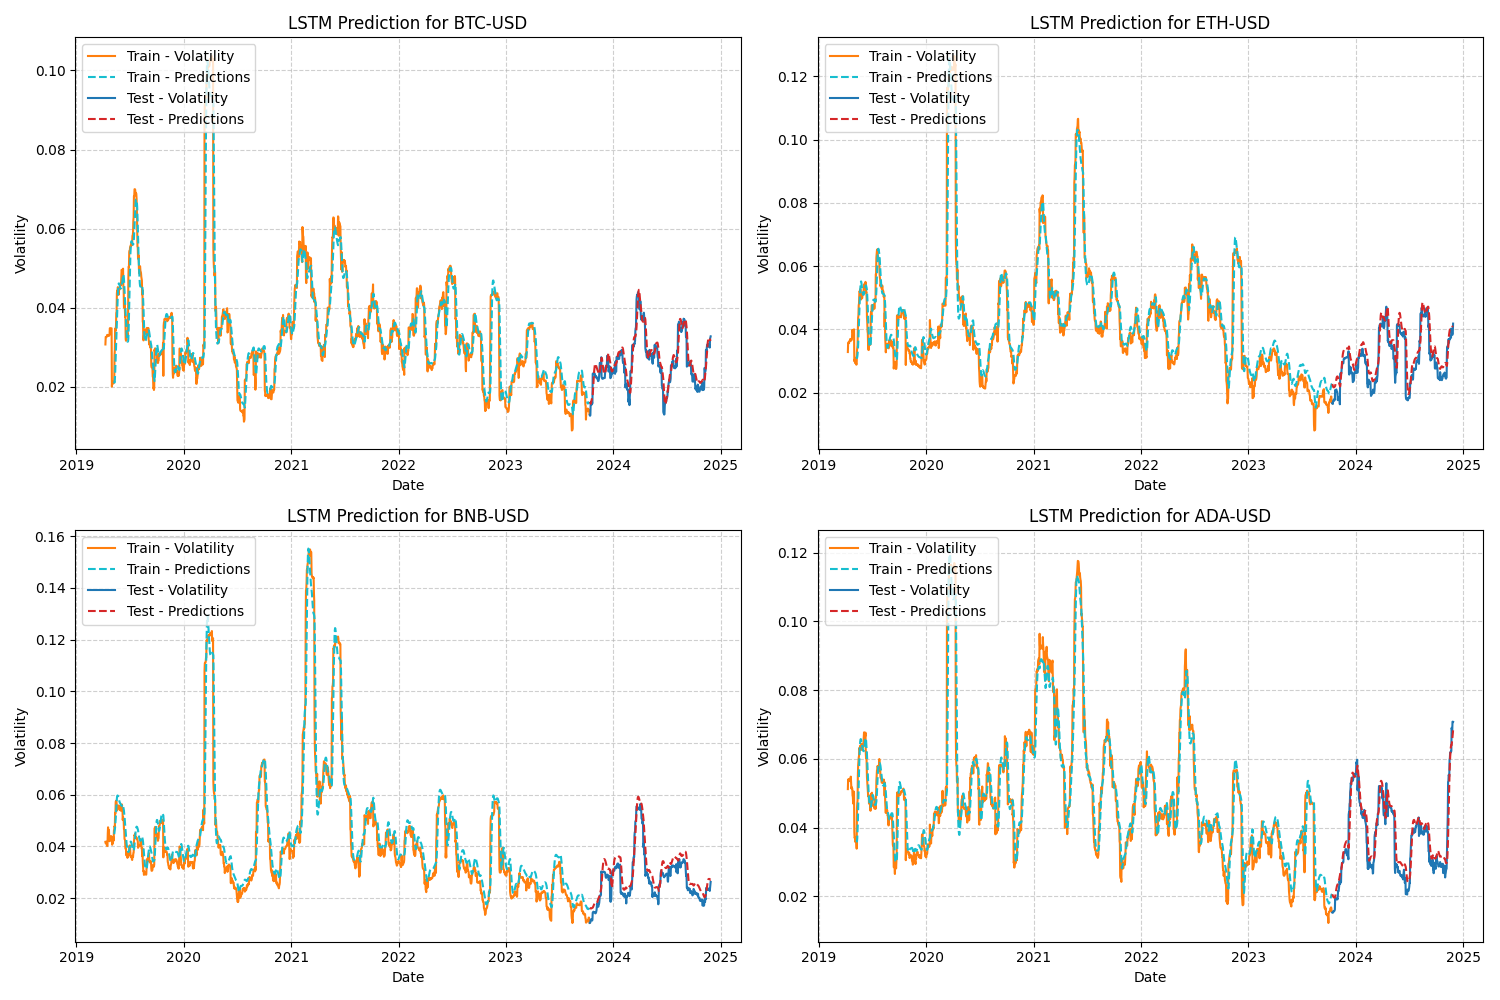 LSTM Prediction for BTC-USD
Train - Volatility
Train - Predictions
Test - Volatility
Test - Predictions
0.10
0.08
0.06
0.04
0.02
Volatility
2019 2020 2021 2022 2023 2024 2025
Date
LSTM Prediction for ETH-USD
Train - Volatility
Train - Predictions
Test - Volatility
Test - Predictions
0.12
0.10
0.08
0.06
0.04
0.02
Volatility
2019 2020 2021 2022 2023 2024 2025
Date
LSTM Prediction for BNB-USD
Train - Volatility
Train - Predictions
Test - Volatility
Test - Predictions
0.16
0.14
0.12
0.10
0.08
0.06
0.04
0.02
Volatility
2019 2020 2021 2022 2023 2024 2025
Date
LSTM Prediction for ADA-USD
Train - Volatility
Train - Predictions
Test - Volatility
Test - Predictions
0.12
0.10
0.08
0.06
0.04
0.02
Volatility
2019 2020 2021 2022 2023 2024 2025
Date